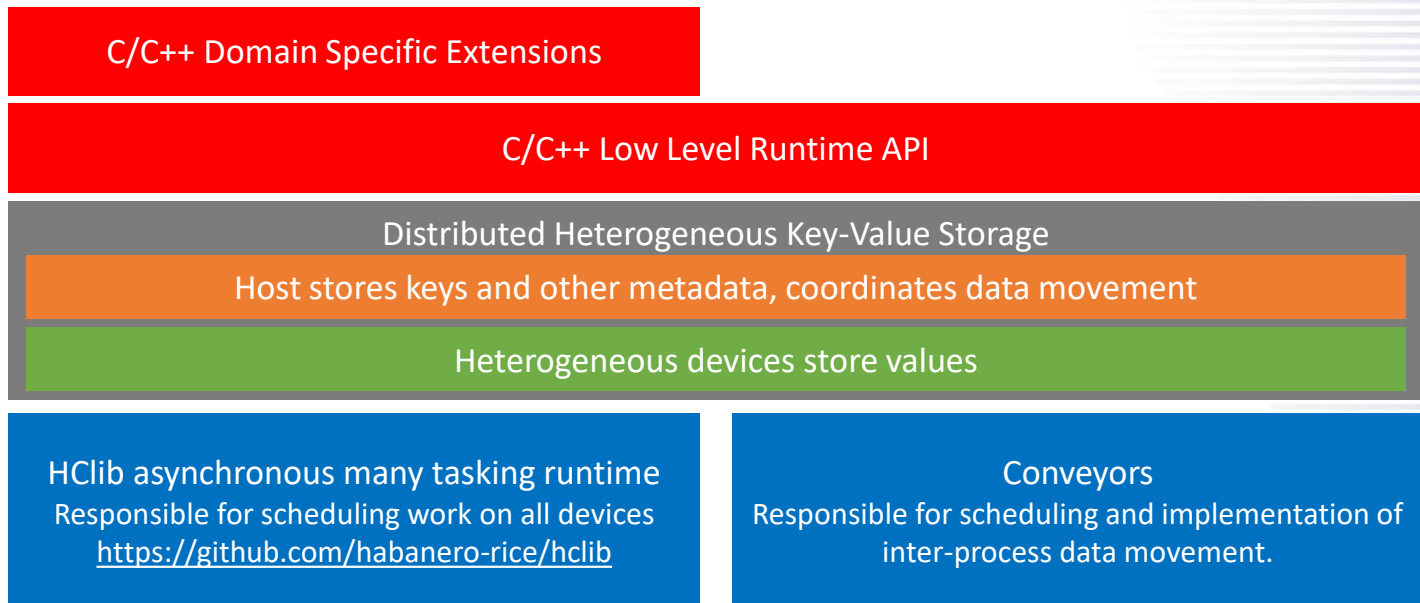 C/C++ Domain Specific Extensions
C/C++ Low Level Runtime API
Distributed Heterogeneous Key-Value Storage
Host stores keys and other metadata, coordinates data movement
Heterogeneous devices store values
HClib asynchronous many tasking runtime
Responsible for scheduling work on all devices
https://github.com/habanero-rice/hclib
Conveyors
Responsible for scheduling and implementation of
inter-process data movement.